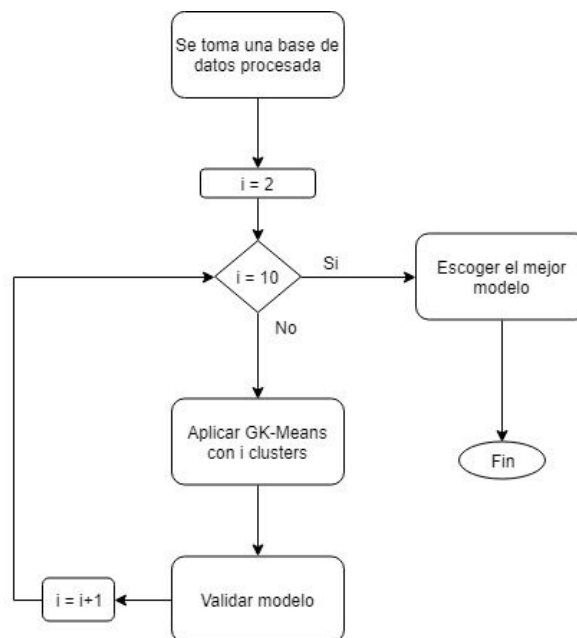 Se toma una base de
datos procesada
i = 2
i = 10
Si
Escoger el mejor
modelo
No
Aplicar GK-Means
con i clusters
Fin
i = i+1
Validar modelo